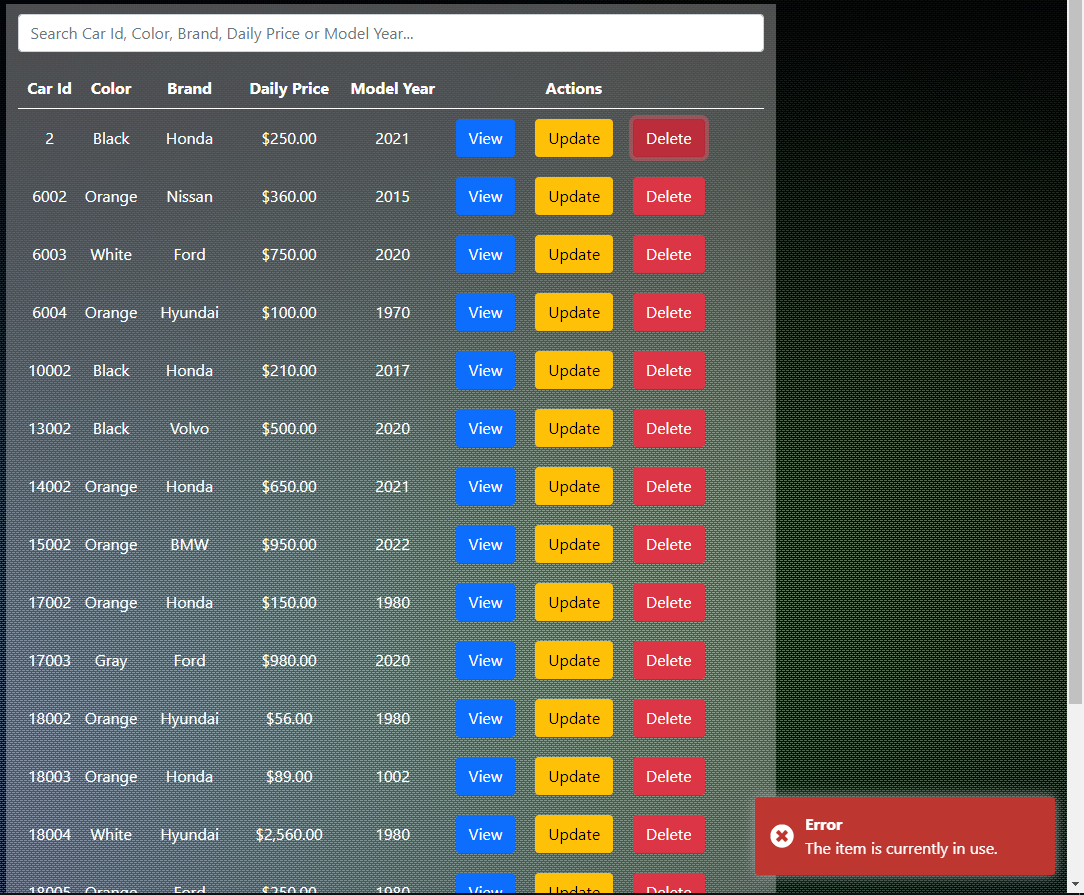 Search Car Id, Color, Brand, Daily Price or Model Year...
Car Id Color Brand Daily Price Model Year Actions
2 Black Honda $250.00 2021 View Update Delete
6002 Orange Nissan $360.00 2015 View Update Delete
6003 White Ford $750.00 2020 View Update Delete
6004 Orange Hyundai $100.00 1970 View Update Delete
10002 Black Honda $210.00 2017 View Update Delete
13002 Black Volvo $500.00 2020 View Update Delete
14002 Orange Honda $650.00 2021 View Update Delete
15002 Orange BMW $950.00 2022 View Update Delete
17002 Orange Honda $150.00 1980 View Update Delete
17003 Gray Ford $980.00 2020 View Update Delete
18002 Orange Hyundai $56.00 1980 View Update Delete
18003 Orange Honda $89.00 1002 View Update Delete
18004 White Hyundai $2,560.00 1980 View Update Delete
18005 Orange Ford $250.00 1980 View Update Delete
Error
The item is currently in use.